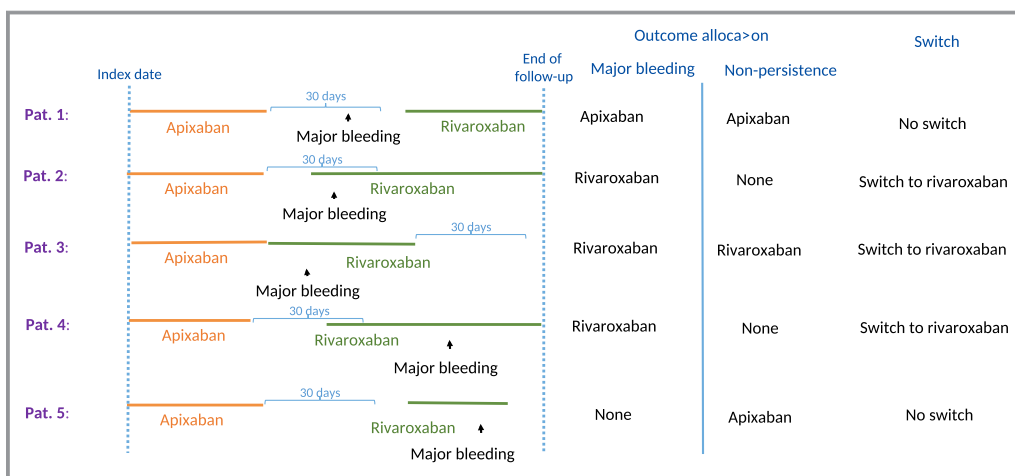 Outcome alloca>on
Switch
End of
follow-up
Index date
Major bleeding
Non-persistence
Pat. 1:
30 days
Apixaban
Major bleeding
Rivaroxaban
Apixaban
Apixaban
No switch
Pat. 2:
30 days
Apixaban
Rivaroxaban
Major bleeding
Rivaroxaban
None
Switch to rivaroxaban
Pat. 3:
30 days
Apixaban
Rivaroxaban
Major bleeding
Rivaroxaban
Rivaroxaban
Switch to rivaroxaban
Pat. 4:
30 days
Apixaban
Rivaroxaban
Major bleeding
Rivaroxaban
None
Switch to rivaroxaban
Pat. 5:
30 days
Apixaban
Rivaroxaban
Major bleeding
None
Apixaban
No switch